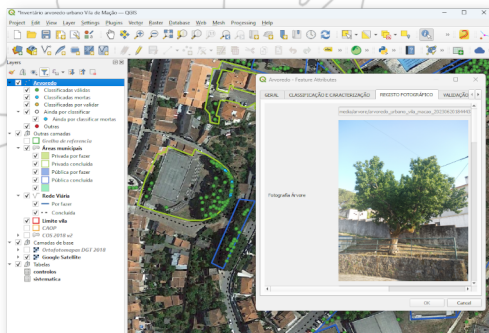 *Inventário arvoredo urbano Vila de Mação — QGIS
Project Edit View Layer Settings Plugins Vector Raster Database Web Mesh Processing Help
Layers
Arvoredo
Classificadas válidas
Classificadas mortas
Classificadas por validar
Ainda por classificar
Ainda por classificar mortas
Outras
Outras camadas
Grelha de referencia
Áreas municipais
Privada por fazer
Privada concluída
Pública por fazer
Pública concluída
Rede Viária
Por fazer
Concluída
Limite vila
CAOP
COS 2018 v2
Camadas de base
Ortofotomapas DGT 2018
Google Satellite
Tabelas
controlos
sistematica
Arvoredo - Feature Attributes
GERAL CLASSIFICAÇÃO E CARACTERIZAÇÃO REGISTO FOTOGRÁFICO VALIDAÇÃO
Fotografia Árvore
OK Cancel